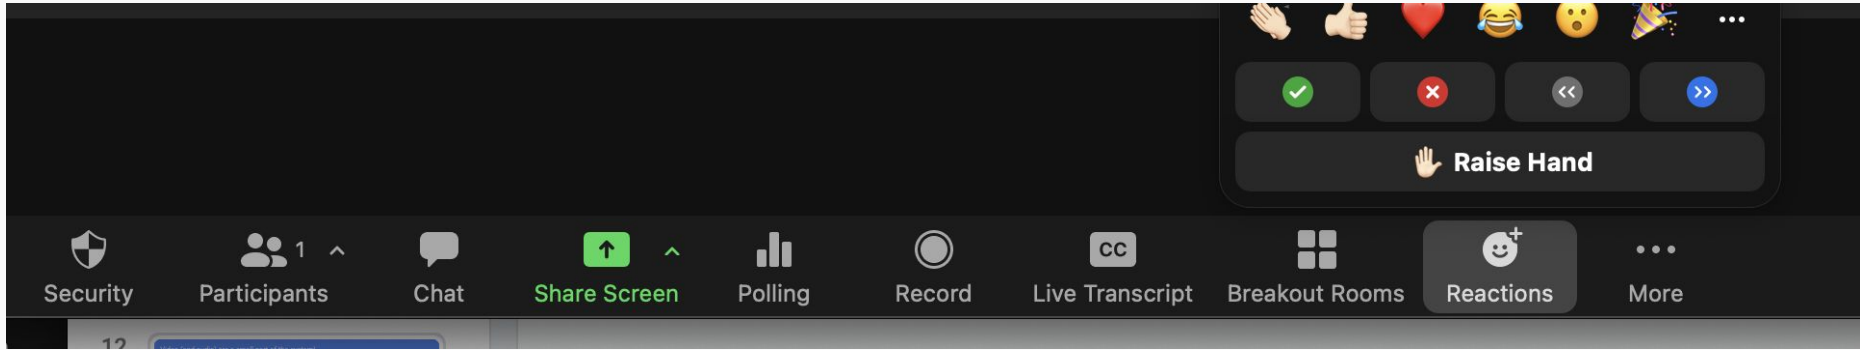 Raise Hand
1
CC
Security Participants Chat Share Screen Polling Record Live Transcript Breakout Rooms Reactions More
12